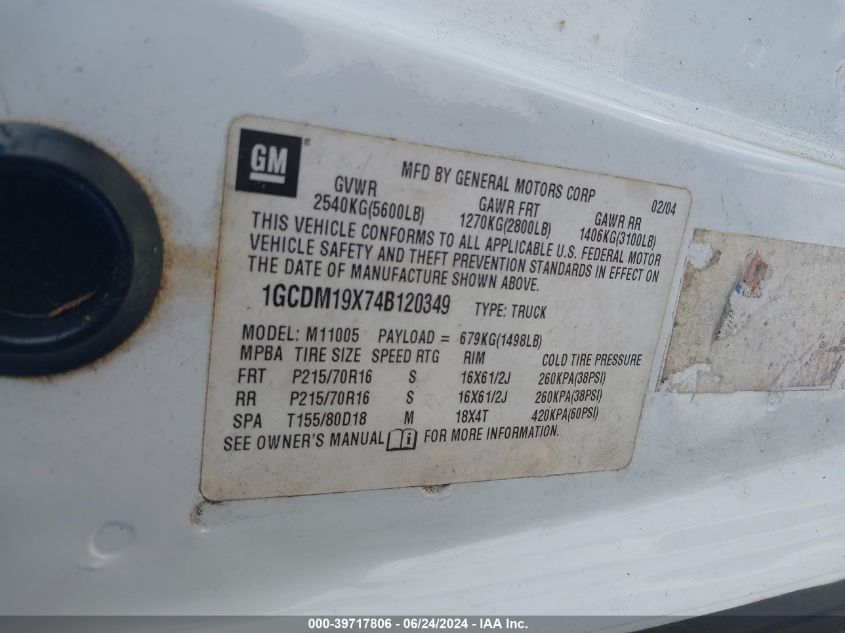 GM ®
MFD BY GENERAL MOTORS CORP 02/04
GVWR GAWR FRT GAWR RR
2540KG(5600LB) 1270KG(2800LB) 1406KG(3100LB)
THIS VEHICLE CONFORMS TO ALL APPLICABLE U.S. FEDERAL MOTOR
VEHICLE SAFETY AND THEFT PREVENTION STANDARDS IN EFFECT ON
THE DATE OF MANUFACTURE SHOWN ABOVE.
1GCDM19X74B120349 TYPE: TRUCK
MODEL: M11005 PAYLOAD = 679KG(1498LB)
MPBA TIRE SIZE SPEED RTG RIM COLD TIRE PRESSURE
FRT P215/70R16 S 16X61/2J 260KPA(38PSI)
RR P215/70R16 S 16X61/2J 260KPA(38PSI)
SPA T155/80D18 M 18X4T 420KPA(60PSI)
SEE OWNER'S MANUAL FOR MORE INFORMATION.
000-39717806 - 06/24/2024 - IAA Inc.